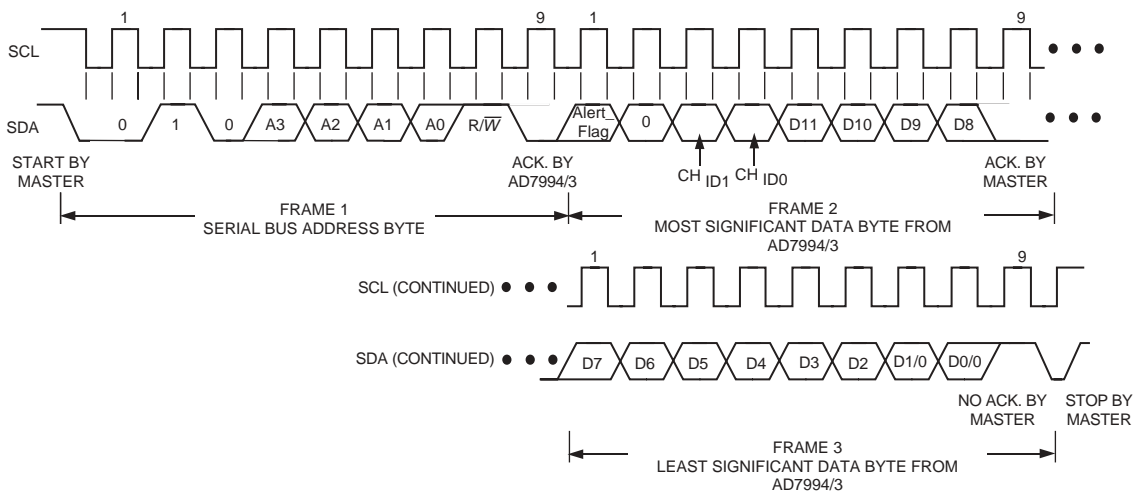 1 9 1 9
SCL
SDA 0 1 0 A3 A2 A1 A0 R/W̅ Alert_ Flag 0 D11 D10 D9 D8
START BY MASTER
ACK. BY AD7994/3
CH ID1 CH ID0
ACK. BY MASTER
FRAME 1
SERIAL BUS ADDRESS BYTE
FRAME 2
MOST SIGNIFICANT DATA BYTE FROM
AD7994/3
1 9
SCL (CONTINUED)
SDA (CONTINUED) D7 D6 D5 D4 D3 D2 D1/0 D0/0
NO ACK. BY MASTER
STOP BY MASTER
FRAME 3
LEAST SIGNIFICANT DATA BYTE FROM
AD7994/3